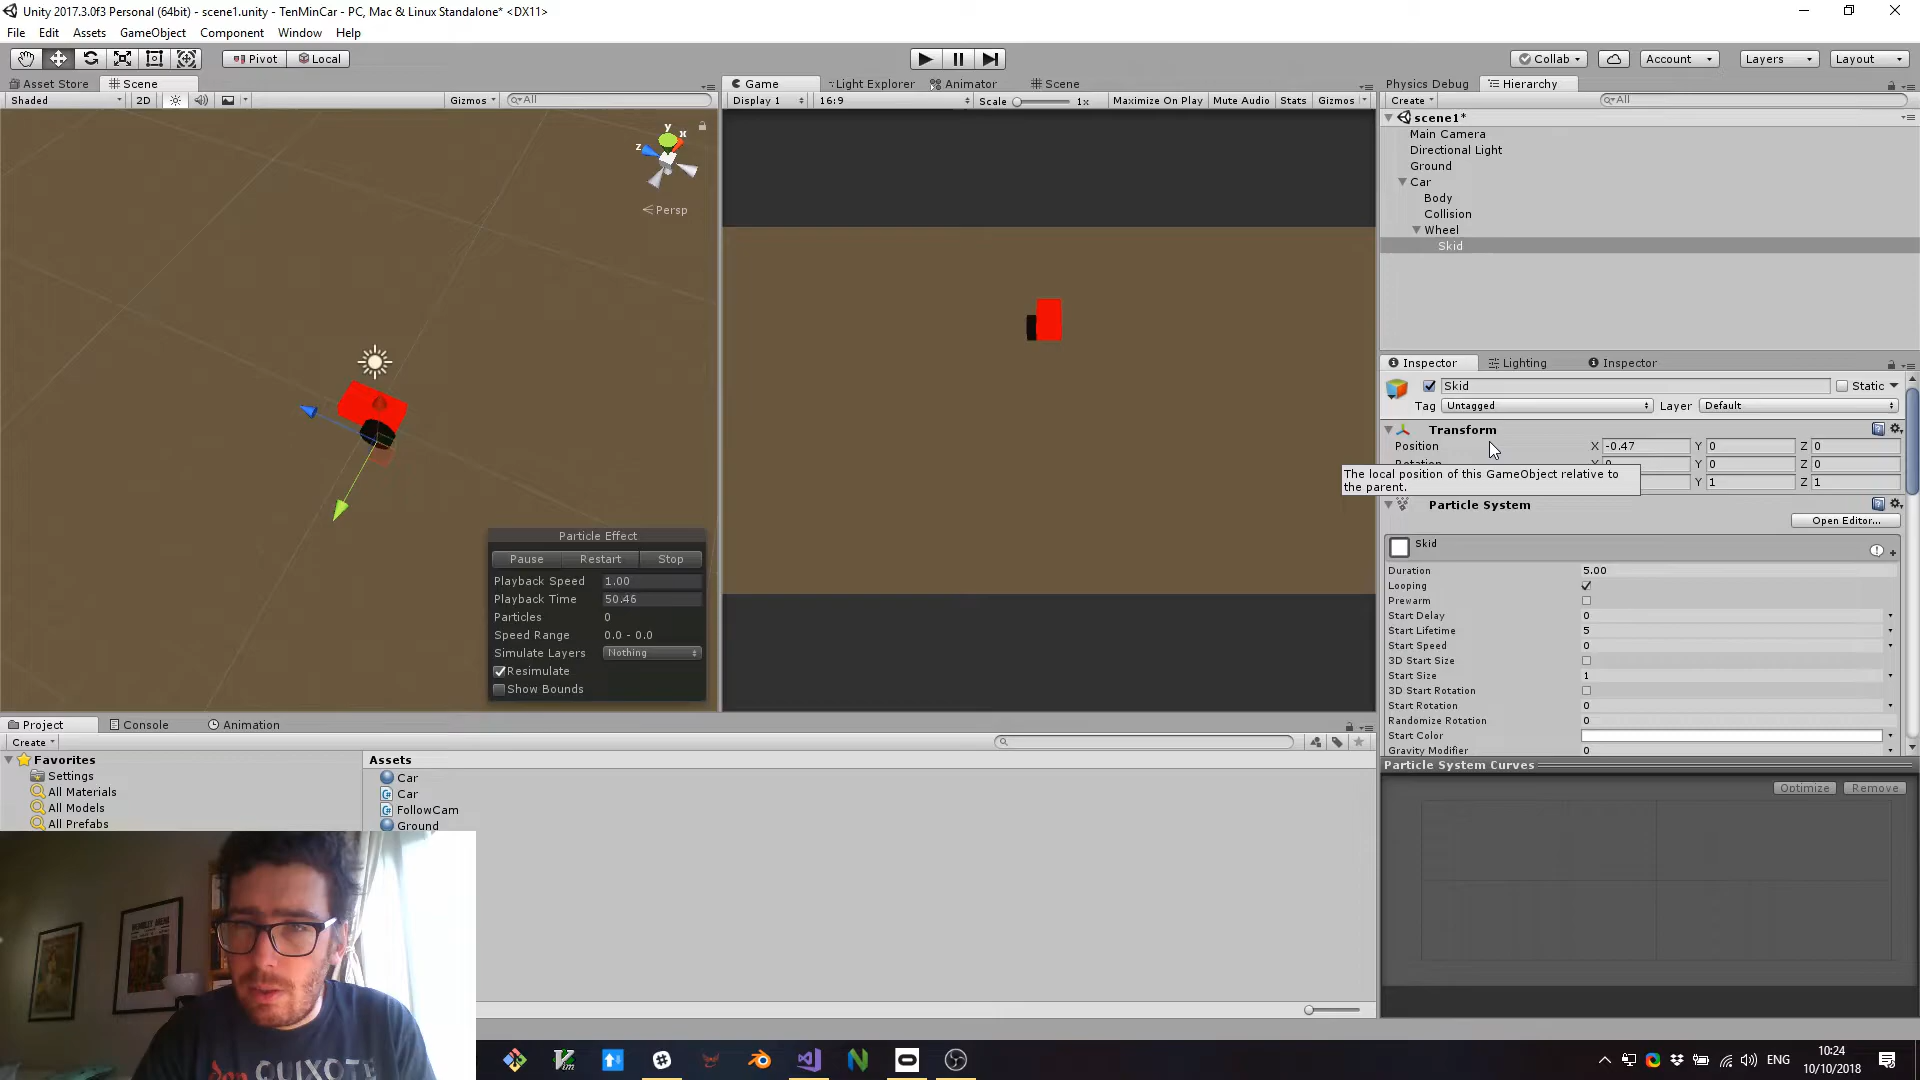 Unity 2017.3.0f3 Personal (64bit) - scene1.unity - TenMinCar - PC, Mac & Linux Standalone* <DX11>
File Edit Assets GameObject Component Window Help
Pivot Local Collab Account Layers Layout
Asset Store Scene Game Light Explorer Animator Scene Physics Debug Hierarchy
Shaded 2D Gizmos All Display 1 16:9 Scale 1x Maximize On Play Mute Audio Stats Gizmos Create All
scene1*
Main Camera
Directional Light
Ground
Car
Body
Collision
Wheel
Skid
y
x
z
Persp
Inspector Lighting Inspector
Skid Static
Tag Untagged Layer Default
Transform
Position X -0.47 Y 0 Z 0
Y 0 Z 0
Y 1 Z 1
The local position of this GameObject relative to
the parent.
Particle System
Open Editor...
Skid
Duration 5.00
Looping
Prewarm
Start Delay 0
Start Lifetime 5
Start Speed 0
3D Start Size
Start Size 1
3D Start Rotation
Start Rotation 0
Randomize Rotation 0
Start Color
Gravity Modifier 0
Particle System Curves
Optimize Remove
Particle Effect
Pause Restart Stop
Playback Speed 1.00
Playback Time 50.46
Particles 0
Speed Range 0.0 - 0.0
Simulate Layers Nothing
Resimulate
Show Bounds
Project Console Animation
Create
Favorites
Settings
All Materials
All Models
All Prefabs
Assets
Car
Car
FollowCam
Ground
don
QUIXOTE
ENG
10:24
10/10/2018